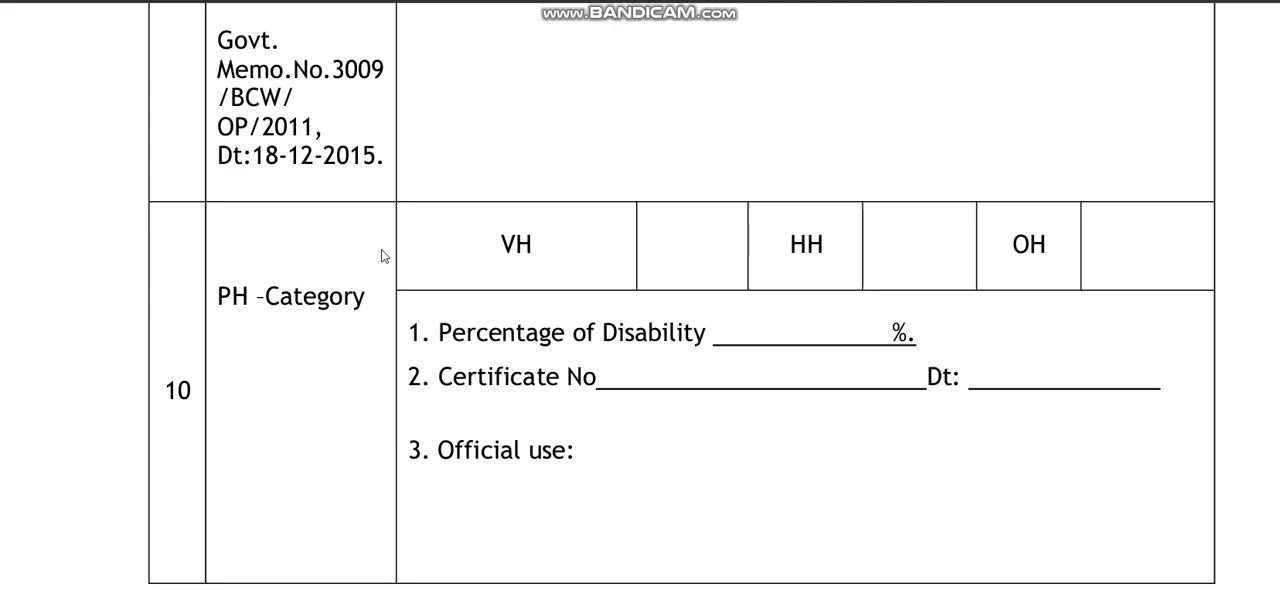 www.BANDICAM.com
Govt.
Memo.No.3009
/BCW/
OP/2011,
Dt:18-12-2015.
VH
HH
OH
PH -Category
1. Percentage of Disability ______________%.
10
2. Certificate No__________________________Dt: _______________
3. Official use: